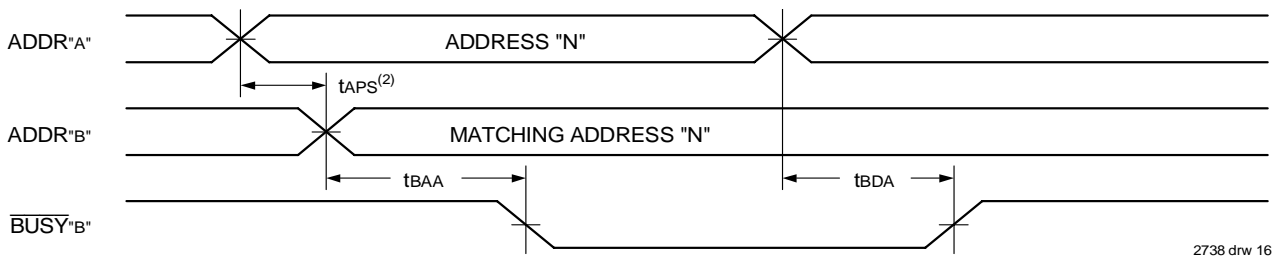 ADDR"A"
ADDRESS "N"
tAPS(2)
ADDR"B"
MATCHING ADDRESS "N"
tBAA
tBDA
BUSY"B"
2738 drw 16